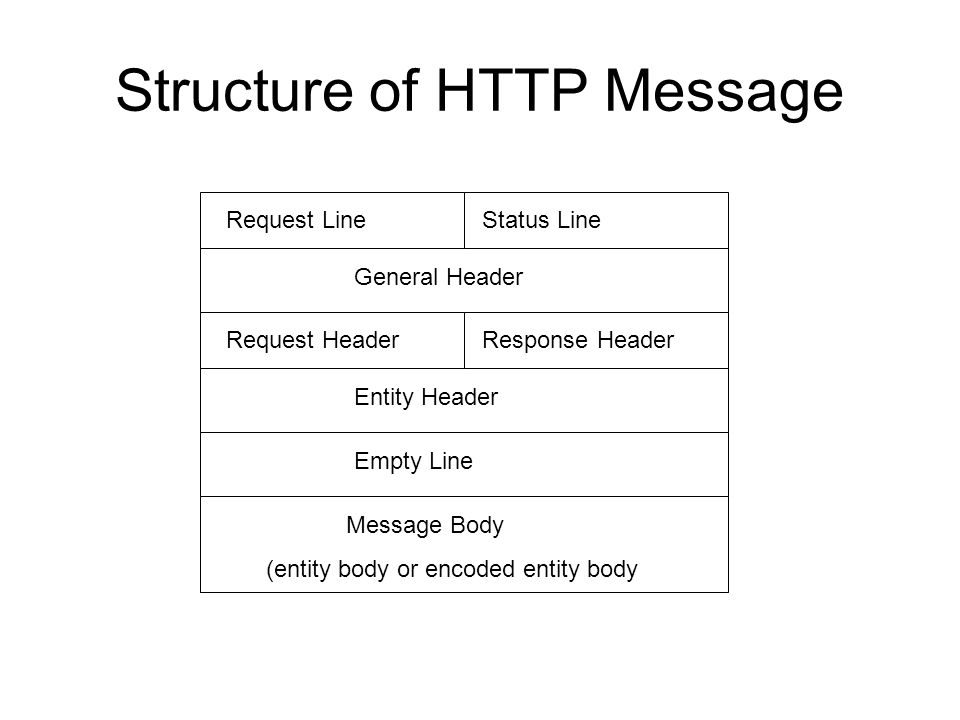 Structure of HTTP Message
Request Line
Status Line
General Header
Request Header
Response Header
Entity Header
Empty Line
Message Body
(entity body or encoded entity body